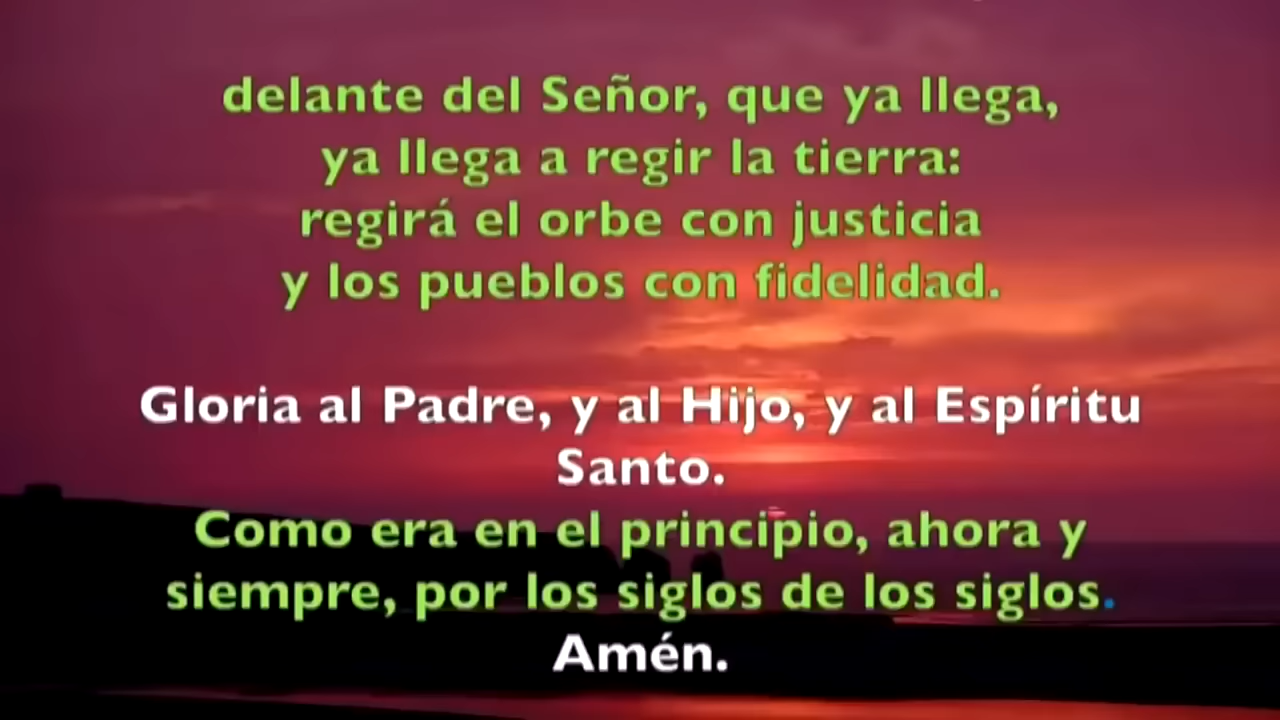 delante del Señor, que ya llega,
ya llega a regir la tierra:
regirá el orbe con justicia
y los pueblos con fidelidad.
Gloria al Padre, y al Hijo, y al Espíritu
Santo.
Como era en el principio, ahora y
siempre, por los siglos de los siglos.
Amén.